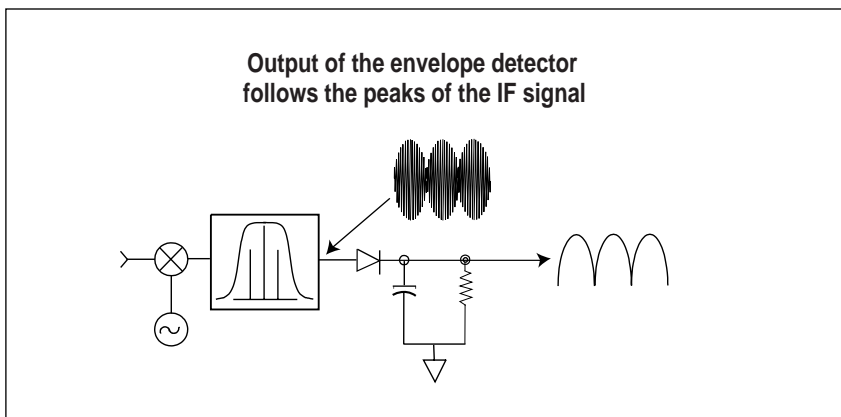 Output of the envelope detector
follows the peaks of the IF signal